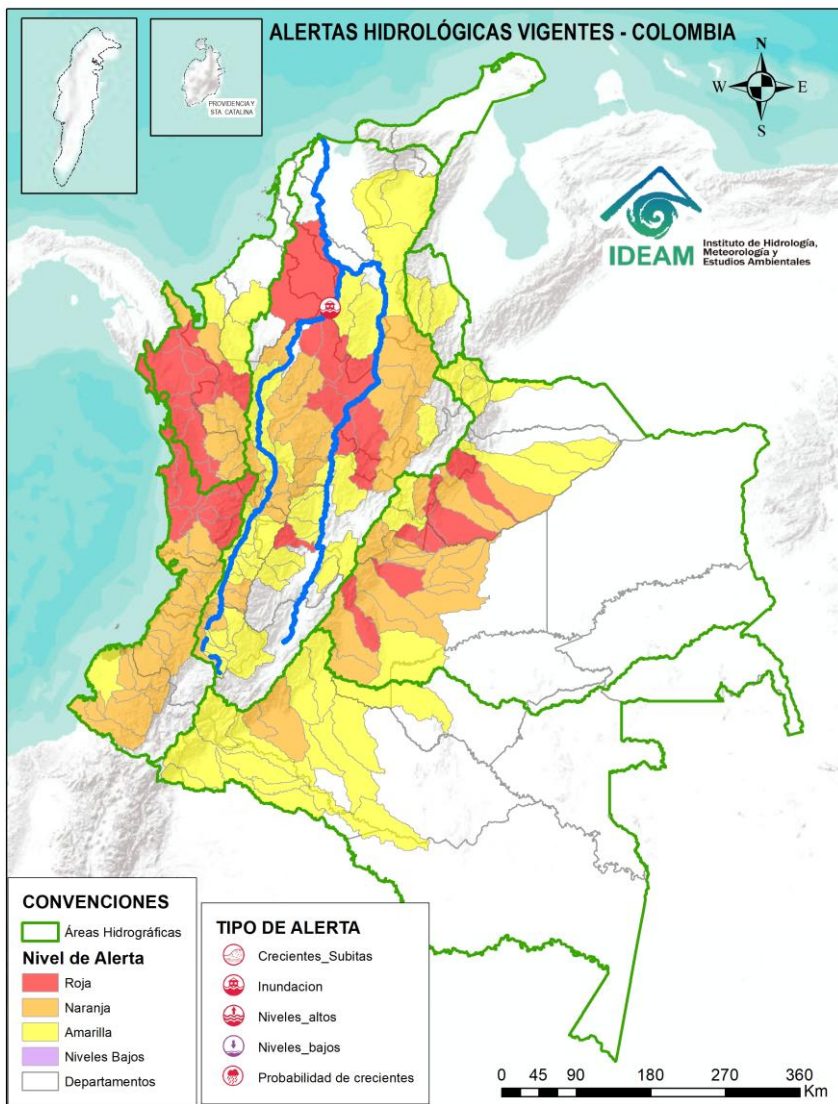 ALERTAS HIDROLÓGICAS VIGENTES - COLOMBIA
PROVIDENCIA Y
STA. CATALINA
N
W
E
S
IDEAM
Instituto de Hidrología,
Meteorología y
Estudios Ambientales
CONVENCIONES
Áreas Hidrográficas
Nivel de Alerta
Roja
Naranja
Amarilla
Niveles Bajos
Departamentos
TIPO DE ALERTA
Crecientes_Subitas
Inundacion
Niveles_altos
Niveles_bajos
Probabilidad de crecientes
0 45 90 180 270 360
Km